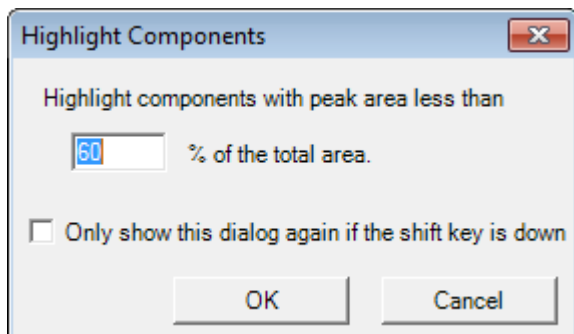 Highlight Components
Highlight components with peak area less than
60 % of the total area.
Only show this dialog again if the shift key is down
OK Cancel